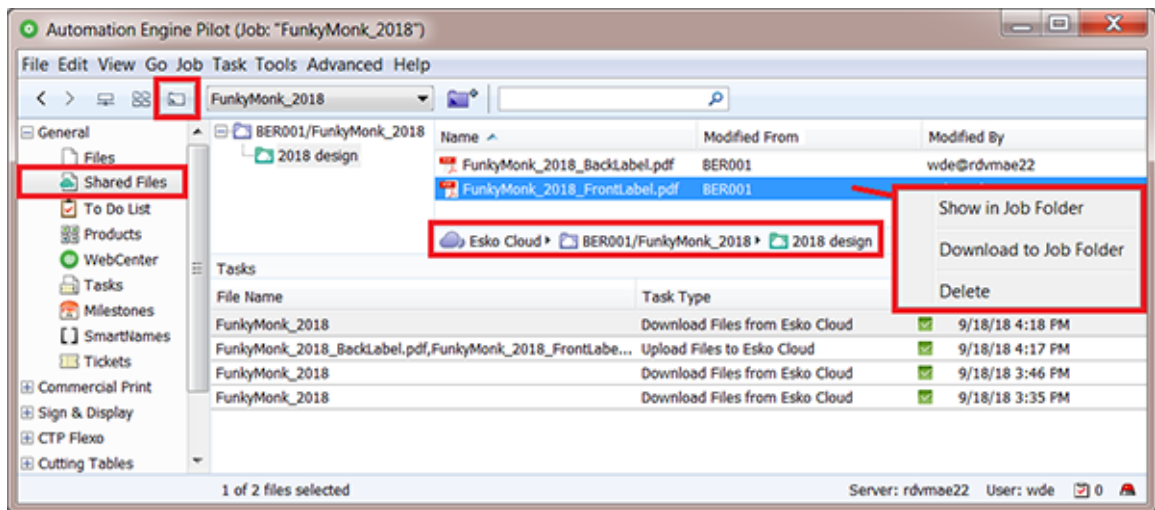 Automation Engine Pilot (Job: "FunkyMonk_2018")
File Edit View Go Job Task Tools Advanced Help
FunkyMonk_2018
General
Files
Shared Files
To Do List
Products
WebCenter
Tasks
Milestones
SmartNames
Tickets
Commercial Print
Sign & Display
CTP Flexo
Cutting Tables
BER001/FunkyMonk_2018
2018 design
Name Modified From Modified By
FunkyMonk_2018_BackLabel.pdf BER001 wde@rdvmae22
FunkyMonk_2018_FrontLabel.pdf BER001
Show in Job Folder
Download to Job Folder
Delete
Esko Cloud BER001/FunkyMonk_2018 2018 design
Tasks
File Name Task Type
FunkyMonk_2018 Download Files from Esko Cloud 9/18/18 4:18 PM
FunkyMonk_2018_BackLabel.pdf,FunkyMonk_2018_FrontLabe... Upload Files to Esko Cloud 9/18/18 4:17 PM
FunkyMonk_2018 Download Files from Esko Cloud 9/18/18 3:46 PM
FunkyMonk_2018 Download Files from Esko Cloud 9/18/18 3:35 PM
1 of 2 files selected Server: rdvmae22 User: wde 0